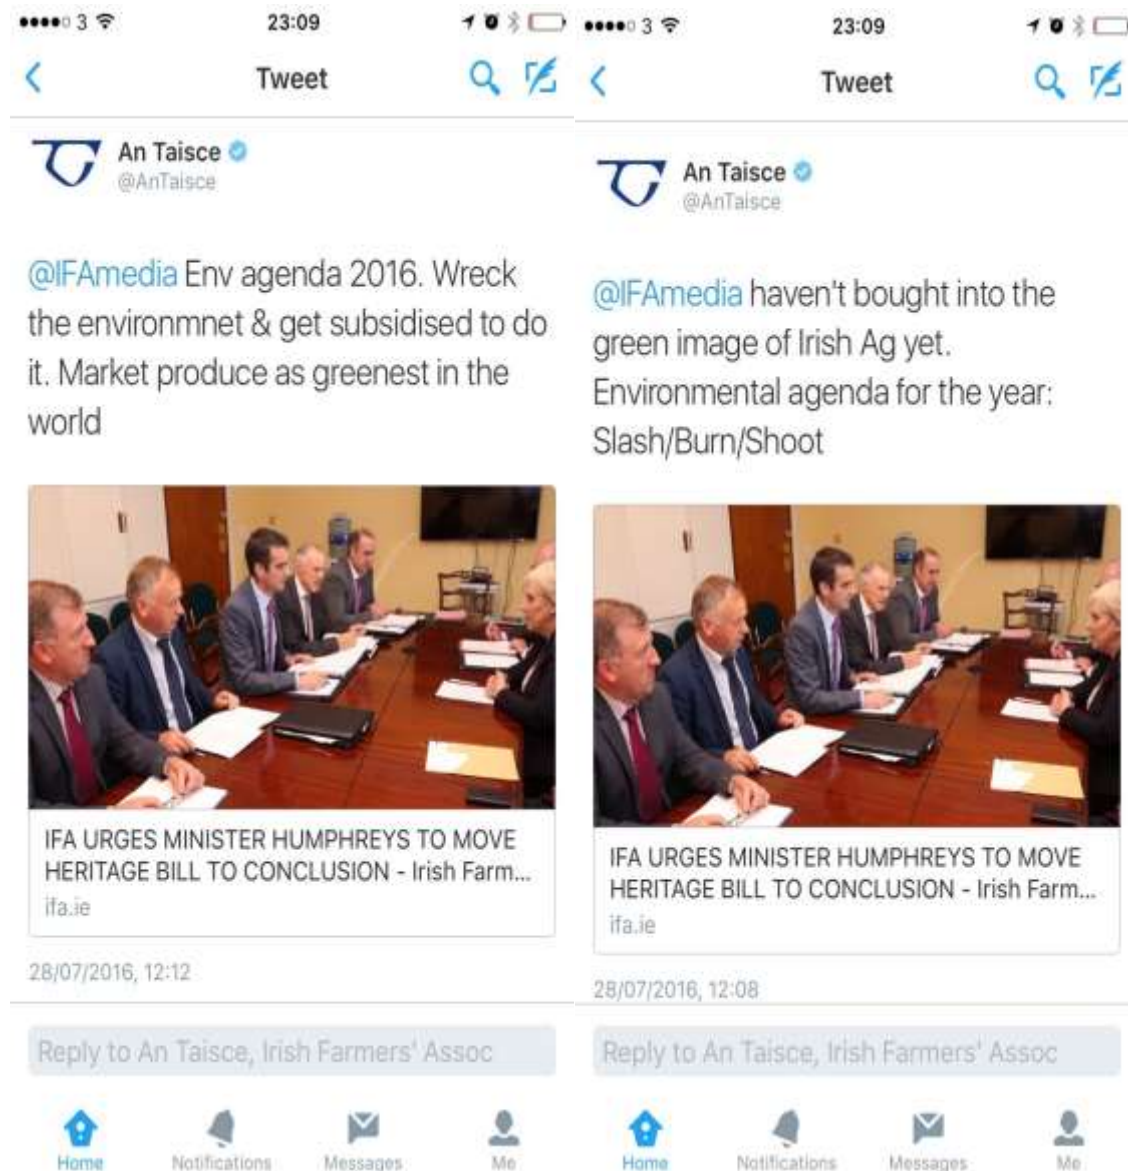 3 23:09
Tweet
An Taisce
@AnTaisce
@IFAmedia Env agenda 2016. Wreck
the environmnet & get subsidised to do
it. Market produce as greenest in the
world
IFA URGES MINISTER HUMPHREYS TO MOVE
HERITAGE BILL TO CONCLUSION - Irish Farm...
ifa.ie
28/07/2016, 12:12
Reply to An Taisce, Irish Farmers' Assoc
Home Notifications Messages Me
3 23:09
Tweet
An Taisce
@AnTaisce
@IFAmedia haven't bought into the
green image of Irish Ag yet.
Environmental agenda for the year:
Slash/Burn/Shoot
IFA URGES MINISTER HUMPHREYS TO MOVE
HERITAGE BILL TO CONCLUSION - Irish Farm...
ifa.ie
28/07/2016, 12:08
Reply to An Taisce, Irish Farmers' Assoc
Home Notifications Messages Me